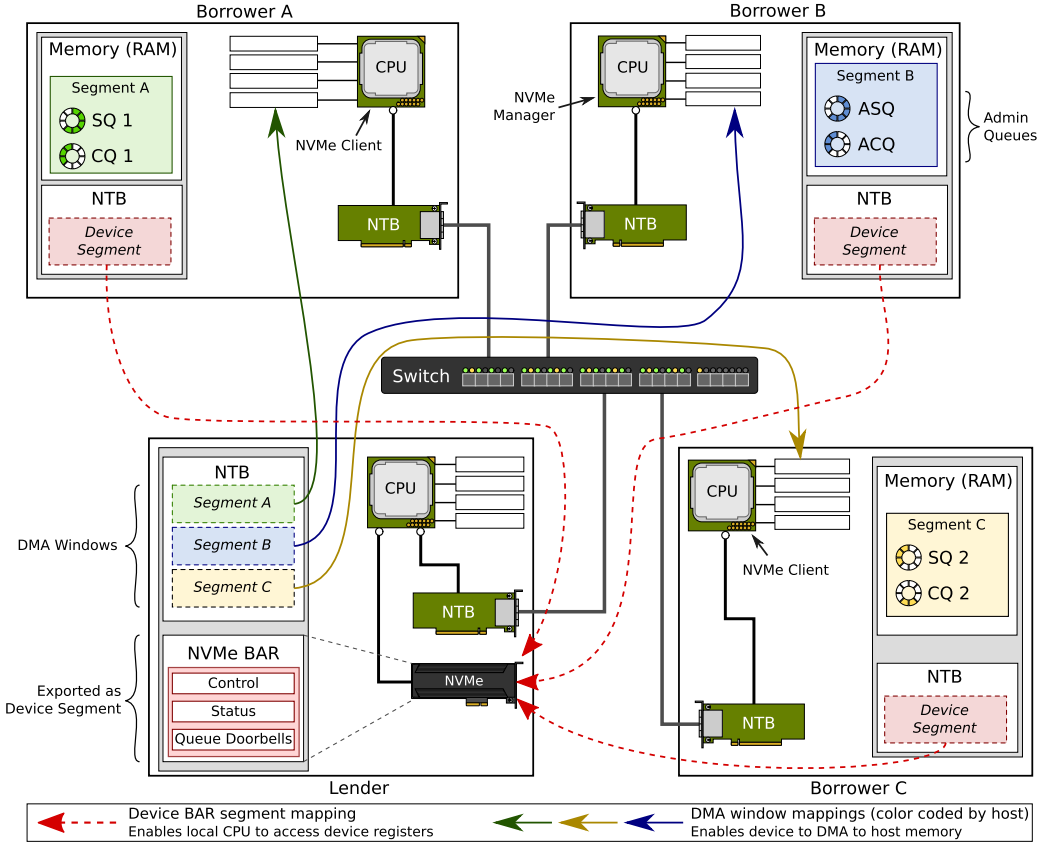 Borrower A
Memory (RAM)
Segment A
SQ 1
CQ 1
NTB
Device
Segment
CPU
NVMe Client
NTB
Borrower B
CPU
NVMe
Manager
NTB
Memory (RAM)
Segment B
ASQ
ACQ
Admin
Queues
NTB
Device
Segment
Switch
NTB
Segment A
Segment B
Segment C
DMA Windows
NVMe BAR
Control
Status
Queue Doorbells
Exported as
Device Segment
CPU
NTB
NVMe
Lender
CPU
NVMe Client
NTB
Memory (RAM)
Segment C
SQ 2
CQ 2
NTB
Device
Segment
Borrower C
Device BAR segment mapping
Enables local CPU to access device registers
DMA window mappings (color coded by host)
Enables device to DMA to host memory